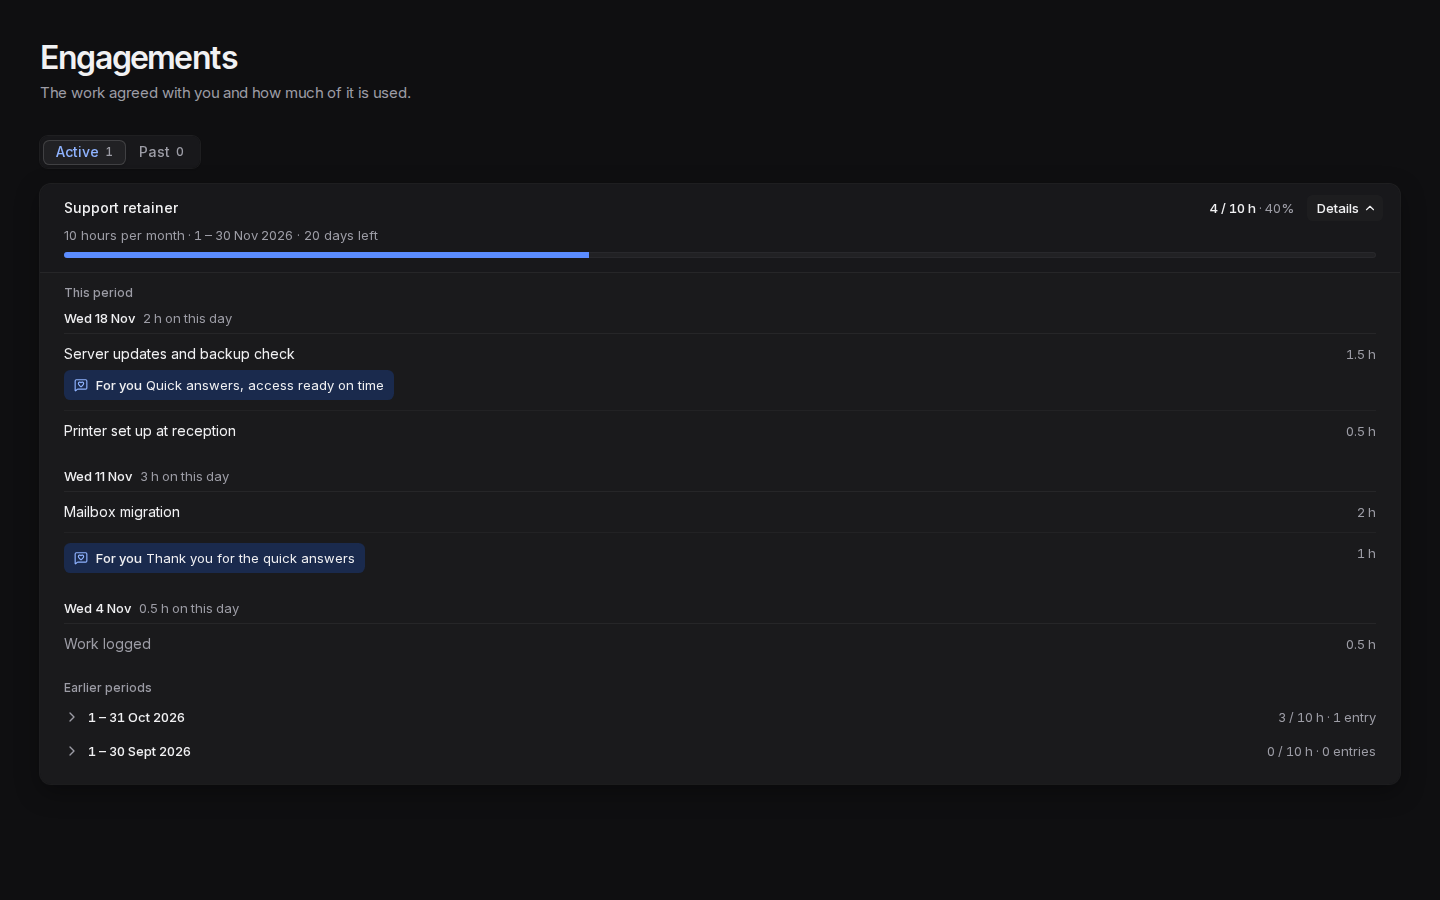 Engagements
The work agreed with you and how much of it is used.
Active 1 Past 0
Support retainer 4 / 10 h · 40% Details
10 hours per month · 1 – 30 Nov 2026 · 20 days left
This period
Wed 18 Nov 2 h on this day
Server updates and backup check 1.5 h
For you Quick answers, access ready on time
Printer set up at reception 0.5 h
Wed 11 Nov 3 h on this day
Mailbox migration 2 h
For you Thank you for the quick answers 1 h
Wed 4 Nov 0.5 h on this day
Work logged 0.5 h
Earlier periods
1 – 31 Oct 2026 3 / 10 h · 1 entry
1 – 30 Sept 2026 0 / 10 h · 0 entries